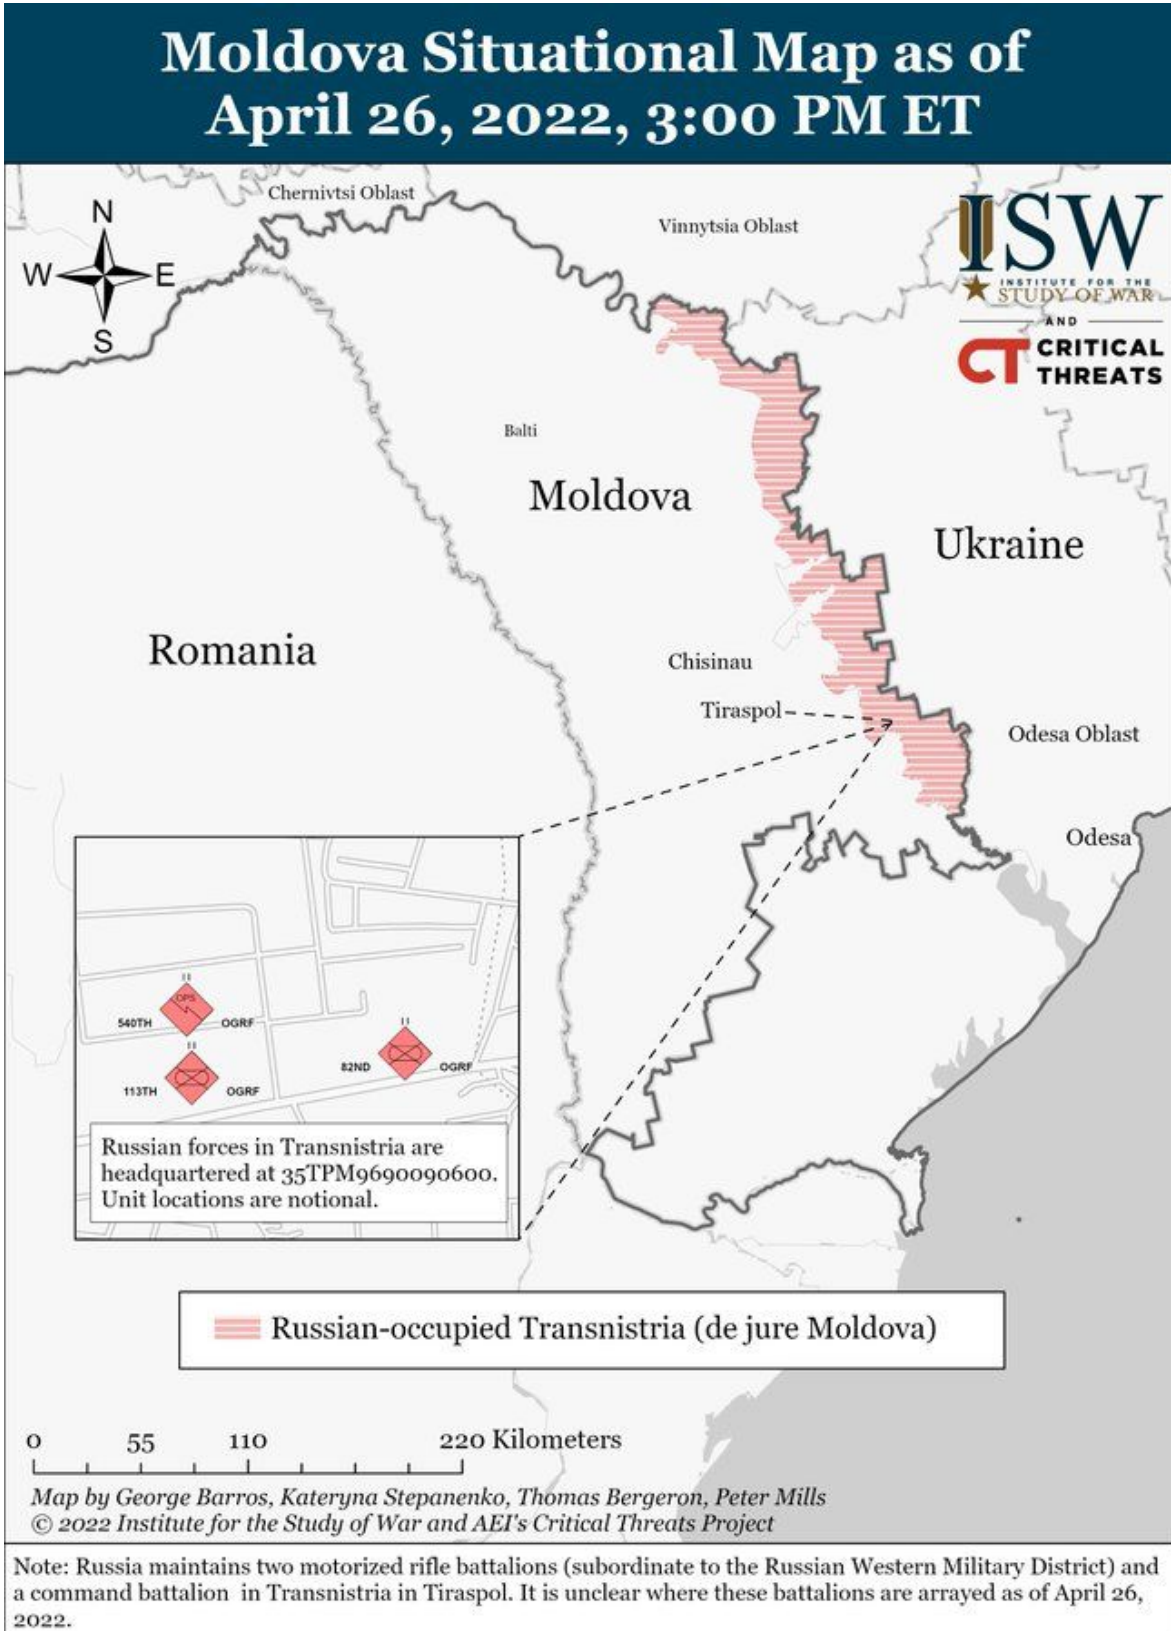 Moldova Situational Map as of
April 26, 2022, 3:00 PM ET
Chernivtsi Oblast
Vinnytsia Oblast
N
W
E
S
ISW
INSTITUTE FOR THE
STUDY OF WAR
AND
CT CRITICAL
THREATS
Balti
Moldova
Ukraine
Romania
Chisinau
Tiraspol
Odesa Oblast
Odesa
OPS
540TH
OGRF
82ND
OGRF
113TH
OGRF
Russian forces in Transnistria are
headquartered at 35TPM9690090600.
Unit locations are notional.
Russian-occupied Transnistria (de jure Moldova)
0 55 110 220 Kilometers
Map by George Barros, Kateryna Stepanenko, Thomas Bergeron, Peter Mills
© 2022 Institute for the Study of War and AEI's Critical Threats Project
Note: Russia maintains two motorized rifle battalions (subordinate to the Russian Western Military District) and
a command battalion in Transnistria in Tiraspol. It is unclear where these battalions are arrayed as of April 26,
2022.